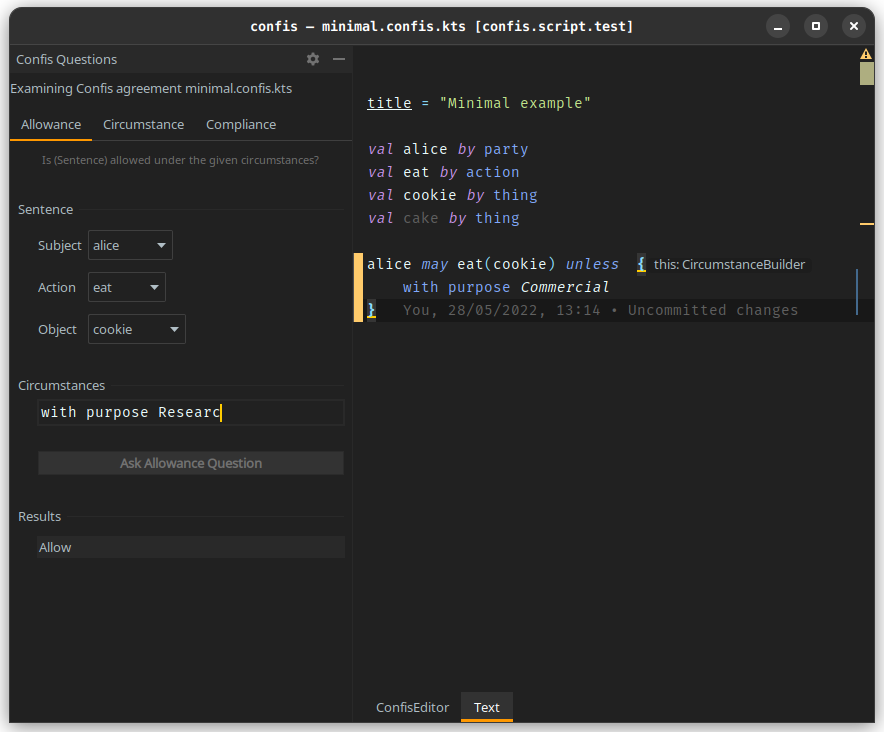 confis – minimal.confis.kts [confis.script.test]
Confis Questions
Examining Confis agreement minimal.confis.kts
Allowance Circumstance Compliance
Is (Sentence) allowed under the given circumstances?
Sentence
Subject alice
Action eat
Object cookie
Circumstances
with purpose Researc
Ask Allowance Question
Results
Allow
title = "Minimal example"
val alice by party
val eat by action
val cookie by thing
val cake by thing
alice may eat(cookie) unless { this: CircumstanceBuilder
with purpose Commercial
} You, 28/05/2022, 13:14 • Uncommitted changes
ConfisEditor Text